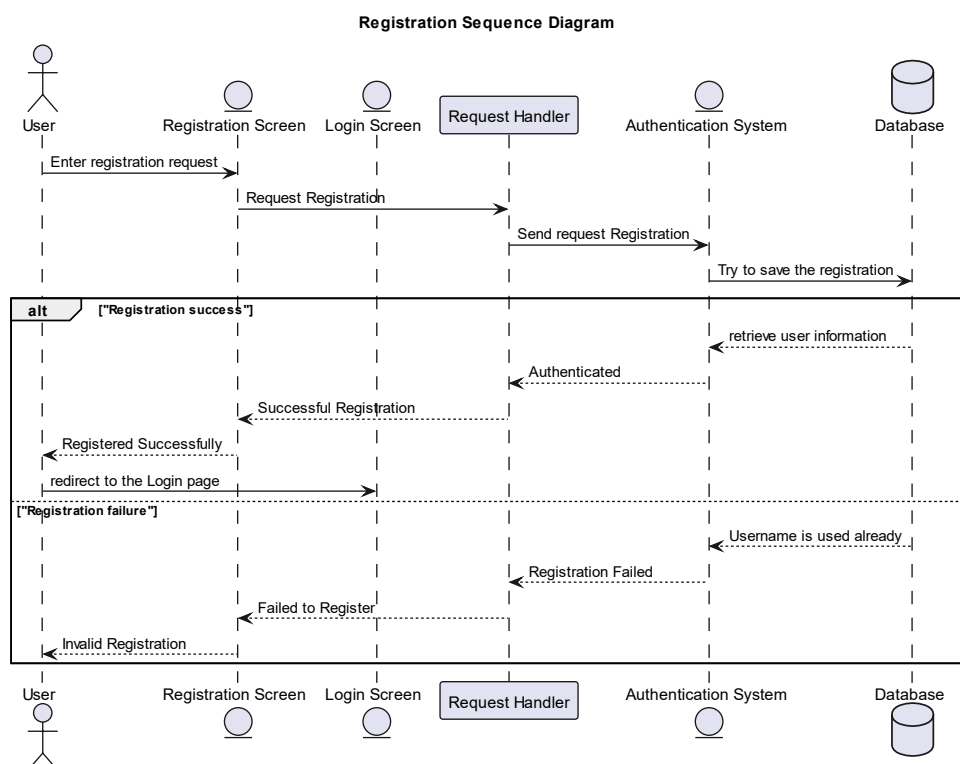 Registration Sequence Diagram
User
Registration Screen
Login Screen
Request Handler
Authentication System
Database
Enter registration request
Request Registration
Send request Registration
Try to save the registration
alt
["Registration success"]
retrieve user information
Authenticated
Successful Registration
Registered Successfully
redirect to the Login page
["Registration failure"]
Username is used already
Registration Failed
Failed to Register
Invalid Registration
User
Registration Screen
Login Screen
Request Handler
Authentication System
Database